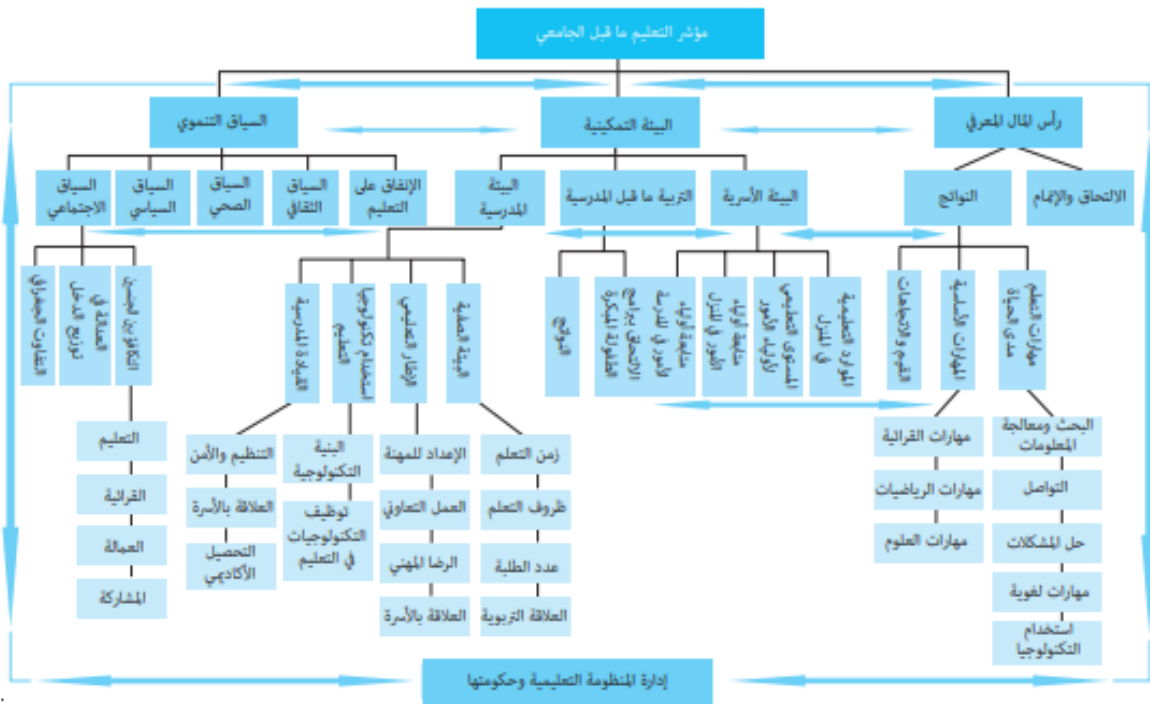 مؤشر التعليم ما قبل الجامعي
رأس المال المعرفي
البيئة التمكينية
السياق التنموي
الالتحاق والإتمام
النواتج
البيئة الأسرية
التربية ما قبل المدرسة
البيئة
المدرسية
الإنفاق على
التعليم
السياق
الثقافي
السياق
الصحي
السياق
السياسي
السياق
الاجتماعي
مهارات التعلم
مدى الحياة
المهارات الأساسية
القيم والاتجاهات
الموارد التعليمية
في المنزل
المستوى التعليمي
لأولياء الأمور
متابعة أولياء
الأمور في المنزل
متابعة أولياء
الأمور في المدرسة
الالتحاق ببرامج
الطفولة المبكرة
النواتج
البيئة الصفية
الإطار التعليمي
استخدام تكنولوجيا
التعليم
القيادة المدرسية
التكافؤ بين الجنسين
العدالة في
توزيع الدخل
التفاوت الجغرافي
البحث ومعالجة
المعلومات
التواصل
حل المشكلات
مهارات لغوية
استخدام
التكنولوجيا
مهارات القرائية
مهارات الرياضيات
مهارات العلوم
زمن التعلم
ظروف التعلم
عدد الطلبة
العلاقة التربوية
الإعداد للمهنة
العمل التعاوني
الرضا المهني
العلاقة بالأسرة
البنية
التكنولوجية
توظيف
التكنولوجيات
في التعليم
التنظيم والأمن
العلاقة بالأسرة
التحصيل
الأكاديمي
التعليم
القرائية
العمالة
المشاركة
إدارة المنظومة التعليمية وحكومتها